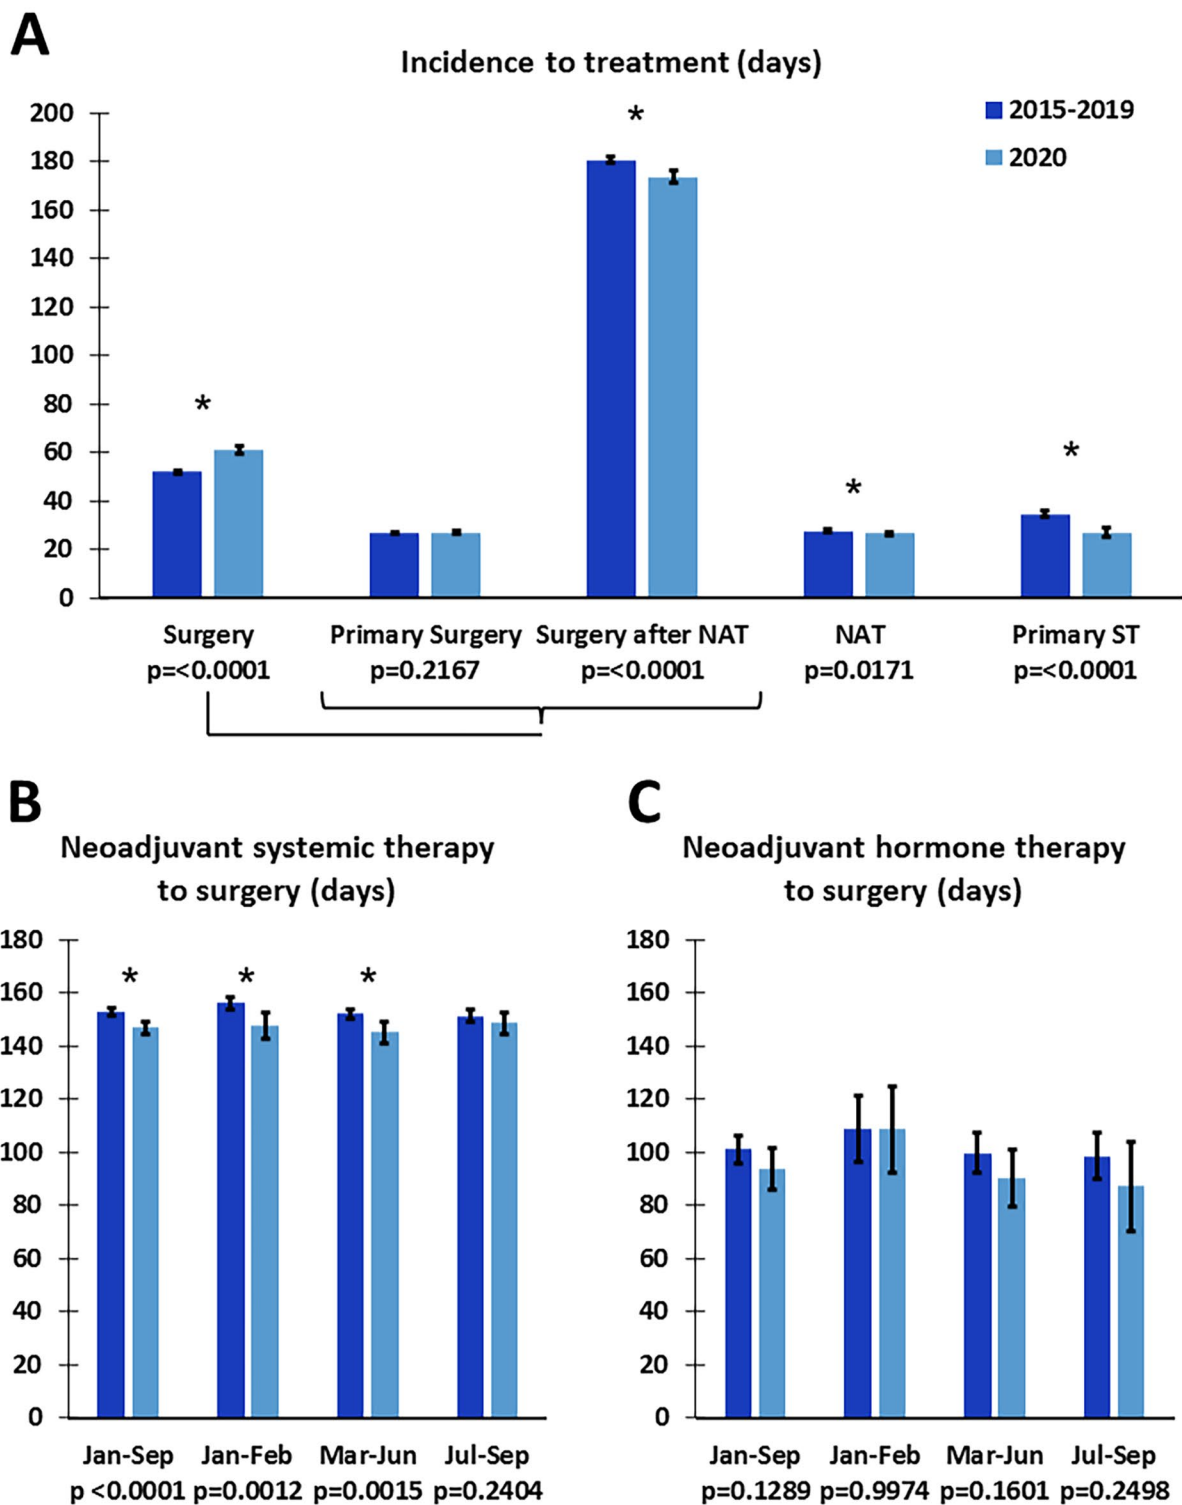 A
Incidence to treatment (days)
2015-2019
2020
200
180
160
140
120
100
80
60
40
20
0
*
*
*
*
Surgery Primary Surgery Surgery after NAT NAT Primary ST
p=<0.0001 p=0.2167 p=<0.0001 p=0.0171 p=<0.0001
B
Neoadjuvant systemic therapy
to surgery (days)
180
160
140
120
100
80
60
40
20
0
* * *
Jan-Sep Jan-Feb Mar-Jun Jul-Sep
p <0.0001 p=0.0012 p=0.0015 p=0.2404
C
Neoadjuvant hormone therapy
to surgery (days)
180
160
140
120
100
80
60
40
20
0
Jan-Sep Jan-Feb Mar-Jun Jul-Sep
p=0.1289 p=0.9974 p=0.1601 p=0.2498